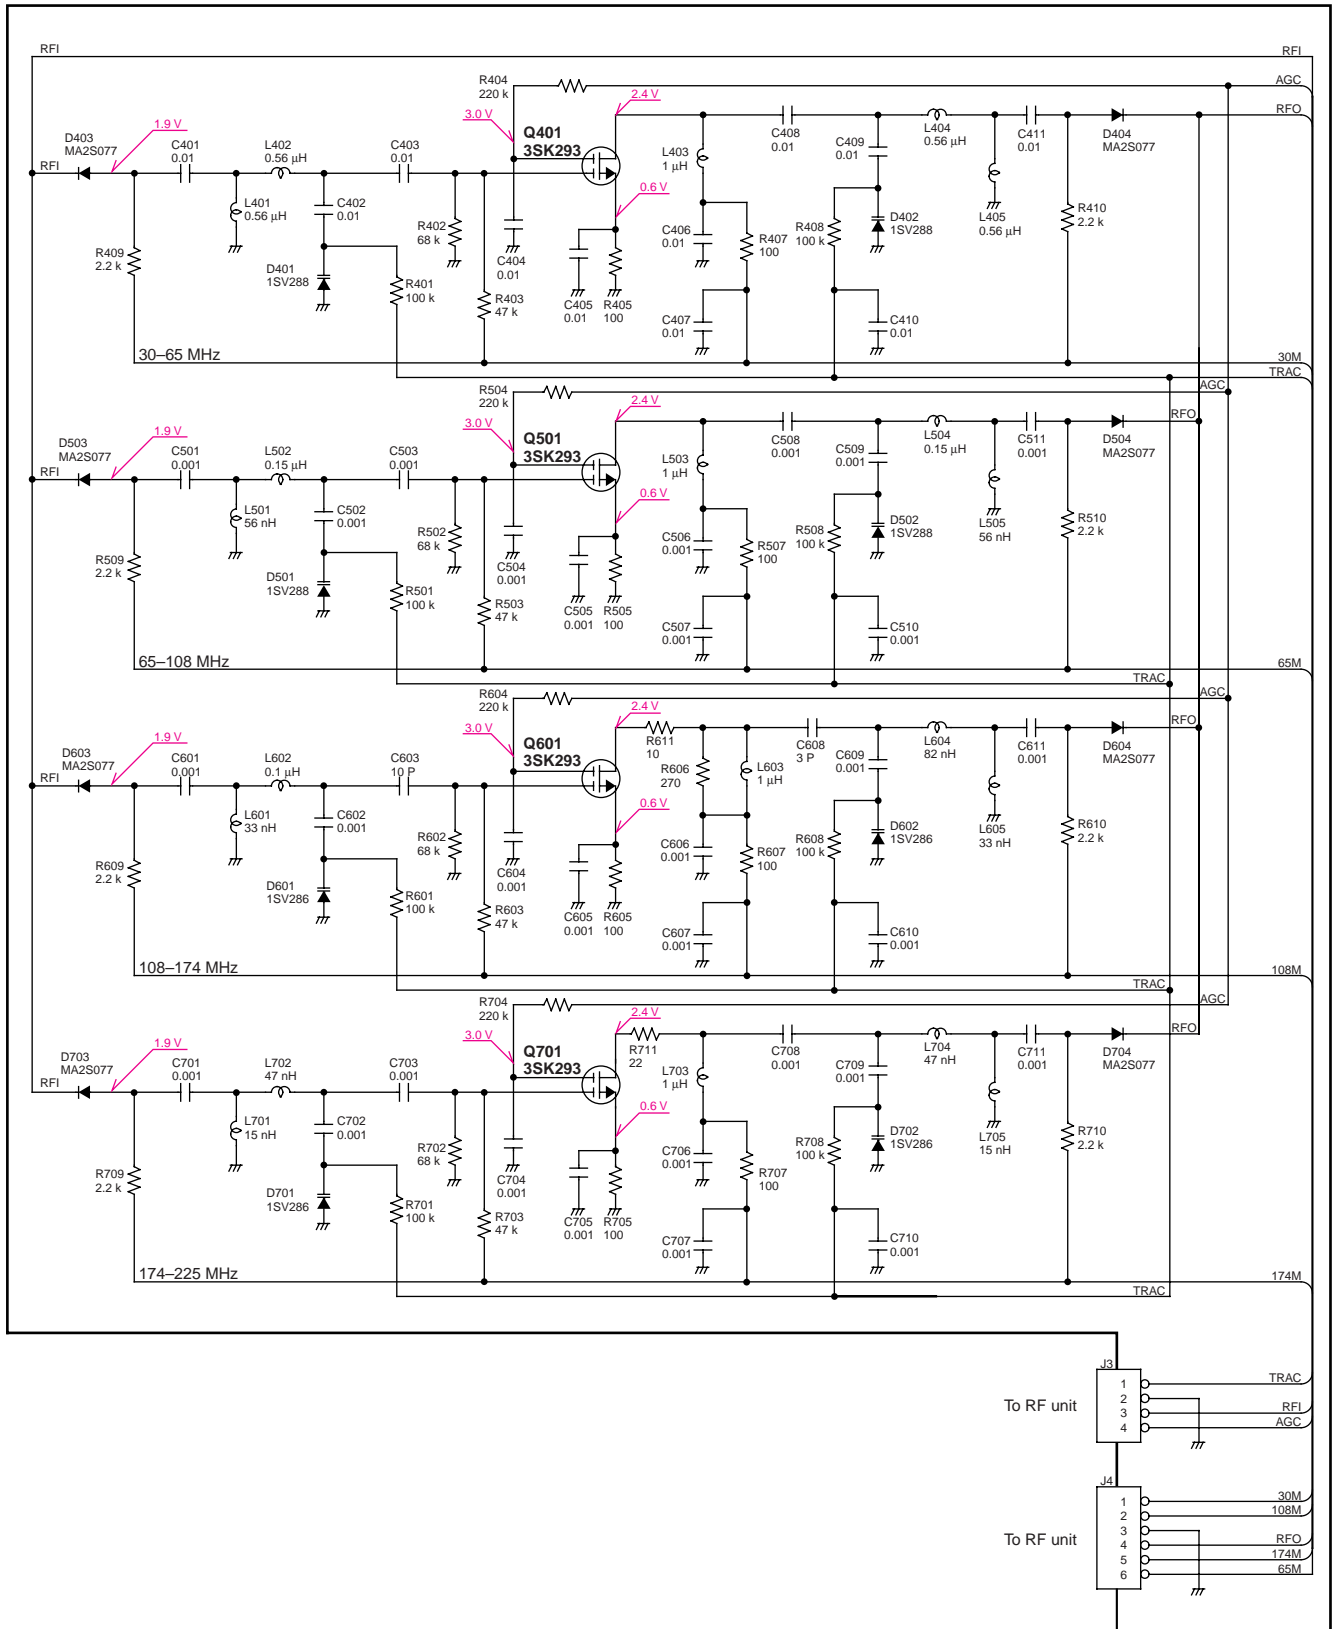 RFI
RFI
R404
220 k
AGC
3.0 V
2.4 V
RFO
D403
MA2S077
1.9 V
C401
0.01
L402
0.56 µH
C403
0.01
Q401
3SK293
L403
1 µH
C408
0.01
C409
0.01
L404
0.56 µH
C411
0.01
D404
MA2S077
RFI
0.6 V
L401
0.56 µH
C402
0.01
R402
68 k
C404
0.01
C406
0.01
R407
100
R408
100 k
D402
1SV288
L405
0.56 µH
R410
2.2 k
R409
2.2 k
D401
1SV288
R401
100 k
R403
47 k
C405
0.01
R405
100
C407
0.01
C410
0.01
30–65 MHz
30M
TRAC
R504
220 k
AGC
3.0 V
2.4 V
RFO
D503
MA2S077
1.9 V
C501
0.001
L502
0.15 µH
C503
0.001
Q501
3SK293
L503
1 µH
C508
0.001
C509
0.001
L504
0.15 µH
C511
0.001
D504
MA2S077
RFI
0.6 V
L501
56 nH
C502
0.001
R502
68 k
C504
0.001
C506
0.001
R507
100
R508
100 k
D502
1SV288
L505
56 nH
R510
2.2 k
R509
2.2 k
D501
1SV288
R501
100 k
R503
47 k
C505
0.001
R505
100
C507
0.001
C510
0.001
65–108 MHz
65M
TRAC
R604
220 k
AGC
3.0 V
2.4 V
RFO
D603
MA2S077
1.9 V
C601
0.001
L602
0.1 µH
C603
10 P
Q601
3SK293
R611
10
R606
270
L603
1 µH
C608
3 P
C609
0.001
L604
82 nH
C611
0.001
D604
MA2S077
RFI
0.6 V
L601
33 nH
C602
0.001
R602
68 k
C604
0.001
C606
0.001
R607
100
R608
100 k
D602
1SV286
L605
33 nH
R610
2.2 k
R609
2.2 k
D601
1SV286
R601
100 k
R603
47 k
C605
0.001
R605
100
C607
0.001
C610
0.001
108–174 MHz
108M
TRAC
R704
220 k
AGC
3.0 V
2.4 V
RFO
D703
MA2S077
1.9 V
C701
0.001
L702
47 nH
C703
0.001
Q701
3SK293
R711
22
L703
1 µH
C708
0.001
C709
0.001
L704
47 nH
C711
0.001
D704
MA2S077
RFI
0.6 V
L701
15 nH
C702
0.001
R702
68 k
C704
0.001
C706
0.001
R707
100
R708
100 k
D702
1SV286
L705
15 nH
R710
2.2 k
R709
2.2 k
D701
1SV286
R701
100 k
R703
47 k
C705
0.001
R705
100
C707
0.001
C710
0.001
174–225 MHz
174M
TRAC
J3
To RF unit
1 TRAC
2
3 RFI
4 AGC
J4
To RF unit
1 30M
2 108M
3
4 RFO
5 174M
6 65M